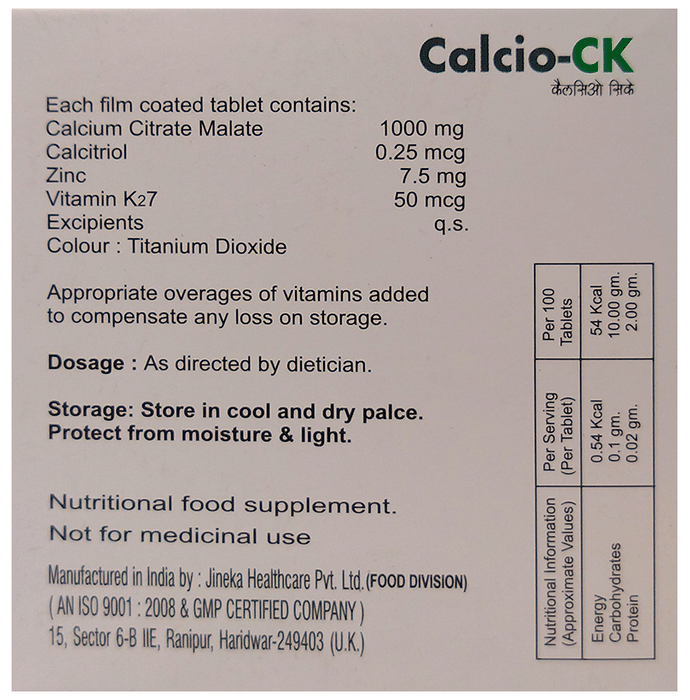 Calcio-CK
कैलसिओ सिके
Each film coated tablet contains:
Calcium Citrate Malate 1000 mg
Calcitriol 0.25 mcg
Zinc 7.5 mg
Vitamin K27 50 mcg
Excipients q.s.
Colour : Titanium Dioxide
Appropriate overages of vitamins added
to compensate any loss on storage.
Dosage : As directed by dietician.
Storage: Store in cool and dry palce.
Protect from moisture & light.
Nutritional food supplement.
Not for medicinal use
Manufactured in India by : Jineka Healthcare Pvt. Ltd. (FOOD DIVISION)
( AN ISO 9001 : 2008 & GMP CERTIFIED COMPANY )
15, Sector 6-B IIE, Ranipur, Haridwar-249403 (U.K.)
Nutritional Information Per Serving Per 100
(Approximate Values) (Per Tablet) Tablets
Energy 0.54 Kcal 54 Kcal
Carbohydrates 0.1 gm. 10.00 gm.
Protein 0.02 gm. 2.00 gm.